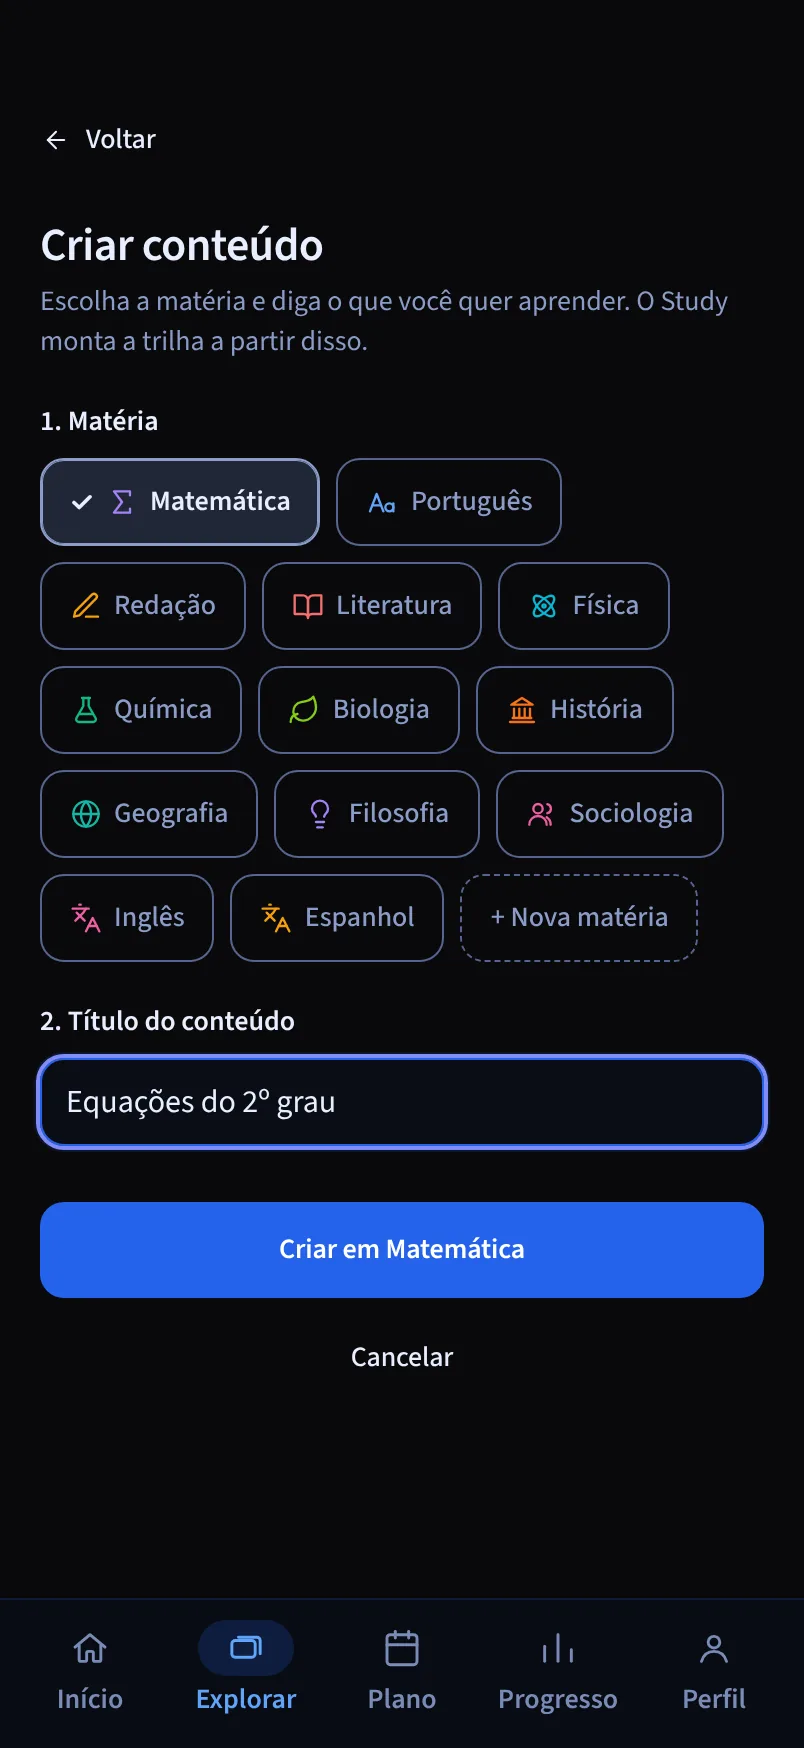 Voltar
Criar conteúdo
Escolha a matéria e diga o que você quer aprender. O Study
monta a trilha a partir disso.
1. Matéria
Matemática
Português
Redação
Literatura
Física
Química
Biologia
História
Geografia
Filosofia
Sociologia
Inglês
Espanhol
+ Nova matéria
2. Título do conteúdo
Equações do 2º grau
Criar em Matemática
Cancelar
Início
Explorar
Plano
Progresso
Perfil